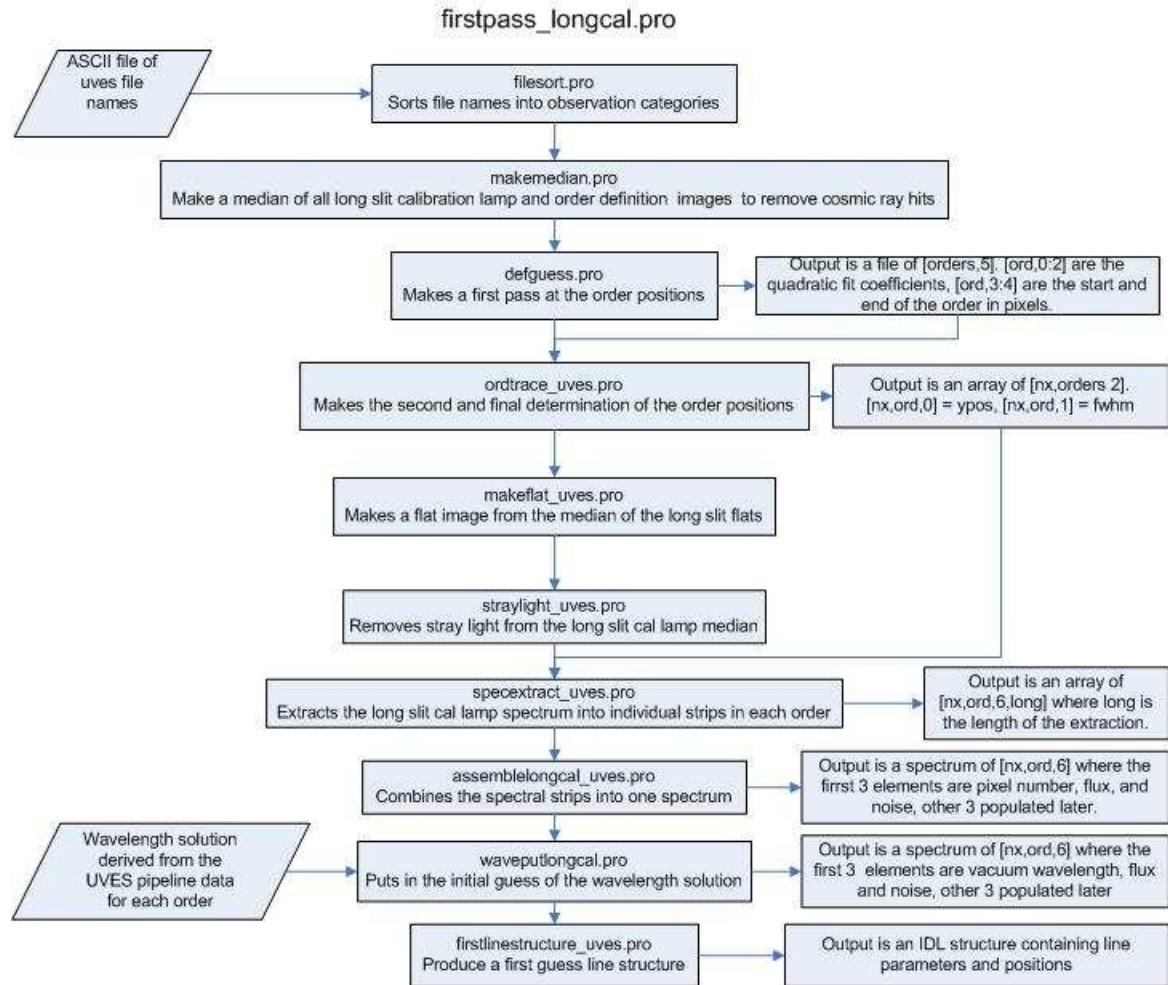 firstpass_longcal.pro
ASCII file of
uves file
names
filesort.pro
Sorts file names into observation categories
makemedian.pro
Make a median of all long slit calibration lamp and order definition images to remove cosmic ray hits
defguess.pro
Makes a first pass at the order positions
Output is a file of [orders,5]. [ord,0:2] are the
quadratic fit coefficients, [ord,3:4] are the start and
end of the order in pixels.
ordtrace_uves.pro
Makes the second and final determination of the order positions
Output is an array of [nx,orders 2].
[nx,ord,0] = ypos, [nx,ord,1] = fwhm
makeflat_uves.pro
Makes a flat image from the median of the long slit flats
straylight_uves.pro
Removes stray light from the long slit cal lamp median
specextract_uves.pro
Extracts the long slit cal lamp spectrum into individual strips in each order
Output is an array of
[nx,ord,6,long] where long is
the length of the extraction.
assemblelongcal_uves.pro
Combines the spectral strips into one spectrum
Output is a spectrum of [nx,ord,6] where the
firrst 3 elements are pixel number, flux, and
noise, other 3 populated later.
Wavelength solution
derived from the
UVES pipeline data
for each order
waveputlongcal.pro
Puts in the initial guess of the wavelength solution
Output is a spectrum of [nx,ord,6] where the
first 3 elements are vacuum wavelength, flux
and noise, other 3 populated later
firstlinestructure_uves.pro
Produce a first guess line structure
Output is an IDL structure containing line
parameters and positions